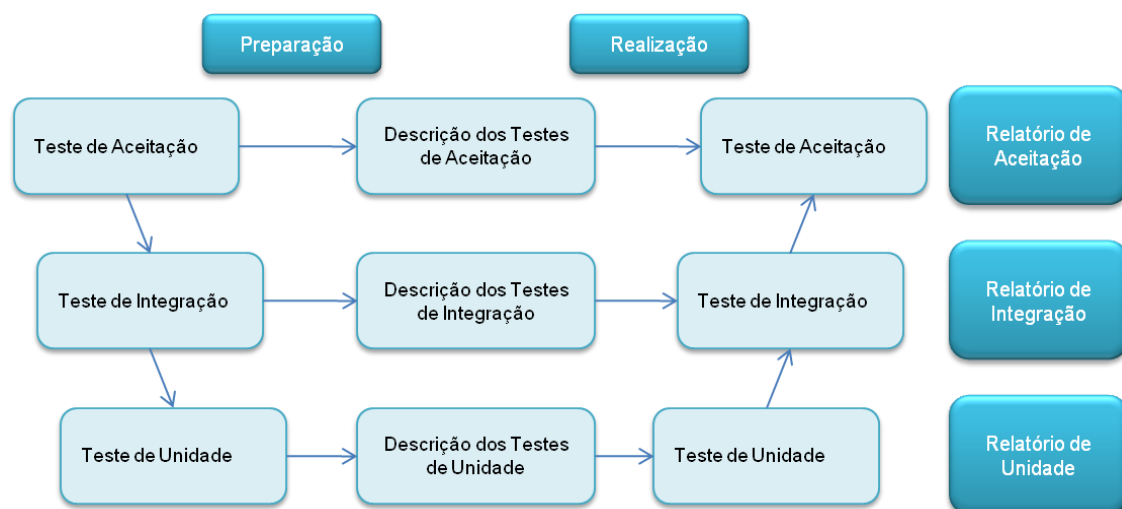 Preparação
Realização
Teste de Aceitação
Descrição dos Testes
de Aceitação
Teste de Aceitação
Relatório de
Aceitação
Teste de Integração
Descrição dos Testes
de Integração
Teste de Integração
Relatório de
Integração
Teste de Unidade
Descrição dos Testes
de Unidade
Teste de Unidade
Relatório de
Unidade